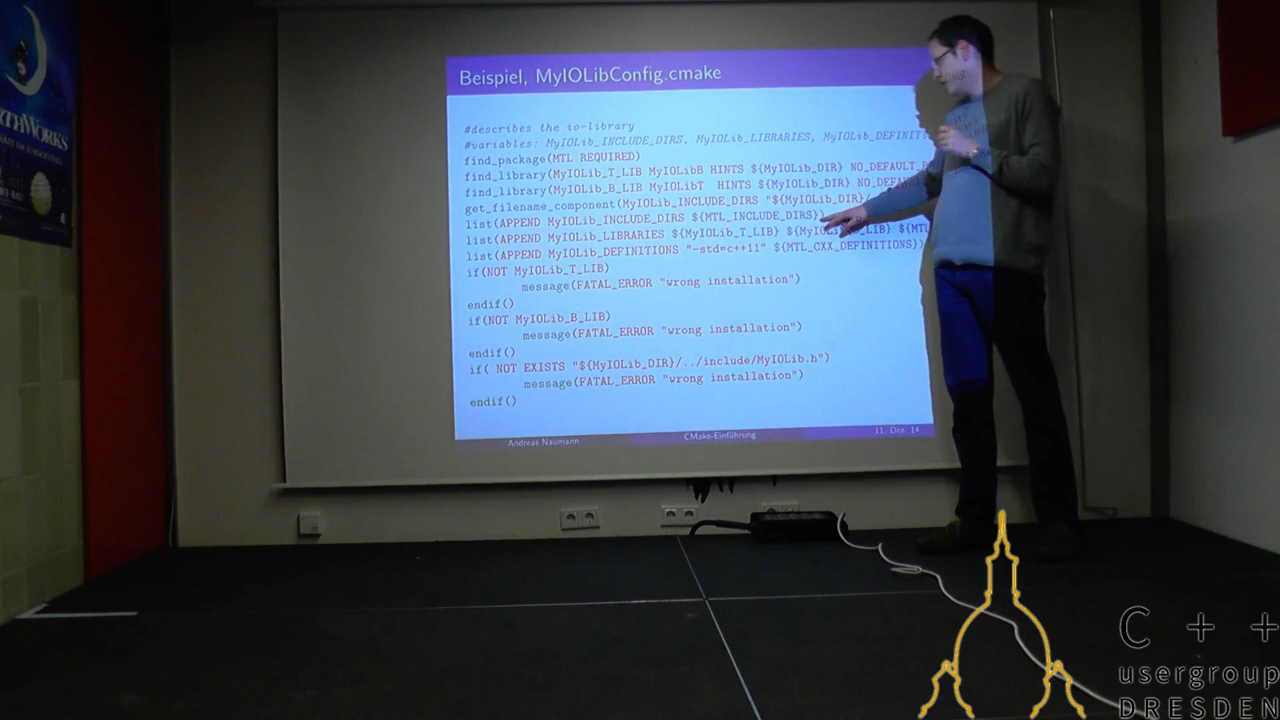 Beispiel, MyIOLibConfig.cmake
#describes the io-library
#variables: MyIOLib_INCLUDE_DIRS, MyIOLib_LIBRARIES, MyIOLib_DEFINITI
find_package(MTL REQUIRED)
find_library(MyIOLib_T_LIB MyIOlibB HINTS ${MyIOLib_DIR} NO_DEFAULT
find_library(MyIOLib_B_LIB MyIOlibT HINTS ${MyIOLib_DIR}
get_filename_component(MyIOLib_INCLUDE_DIRS "${MyIOLib_DIR}/
list(APPEND MyIOLib_INCLUDE_DIRS ${MTL_INCLUDE_DIRS})
list(APPEND MyIOLib_LIBRARIES ${MyIOLib_T_LIB} ${MTL
list(APPEND MyIOLib_DEFINITIONS "-std=c++11" ${MTL_CXX_DEFINITIONS})
if(NOT MyIOLib_T_LIB)
message(FATAL_ERROR "wrong installation")
endif()
if(NOT MyIOLib_B_LIB)
message(FATAL_ERROR "wrong installation")
endif()
if( NOT EXISTS "${MyIOLib_DIR}/../include/MyIOLib.h")
message(FATAL_ERROR "wrong installation")
endif()
Andreas Naumann CMake-Einführung 11. Dez. 14
C + +
usergroup
DRESDEN